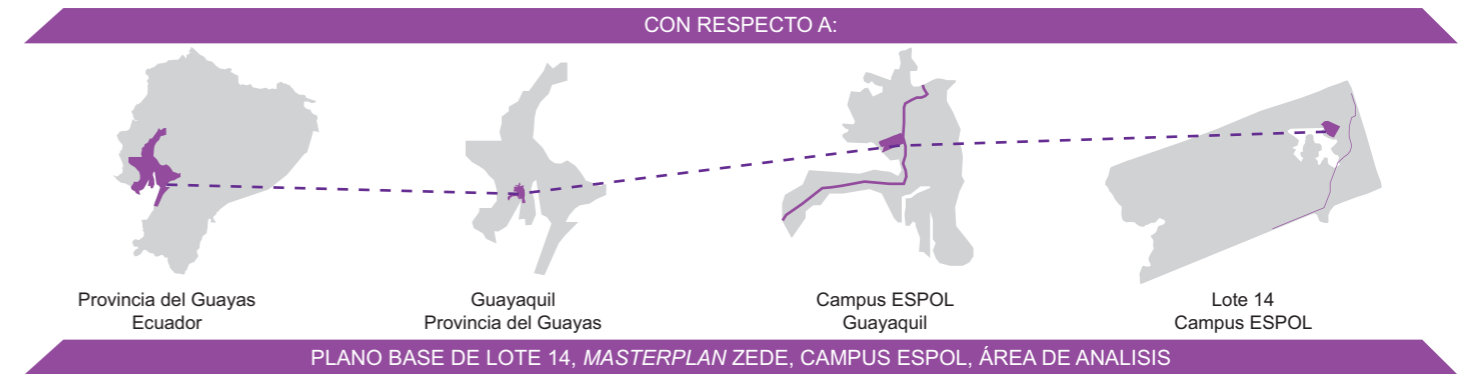 CON RESPECTO A:
Provincia del Guayas
Ecuador
Guayaquil
Provincia del Guayas
Campus ESPOL
Guayaquil
Lote 14
Campus ESPOL
PLANO BASE DE LOTE 14, MASTERPLAN ZEDE, CAMPUS ESPOL, ÁREA DE ANALISIS